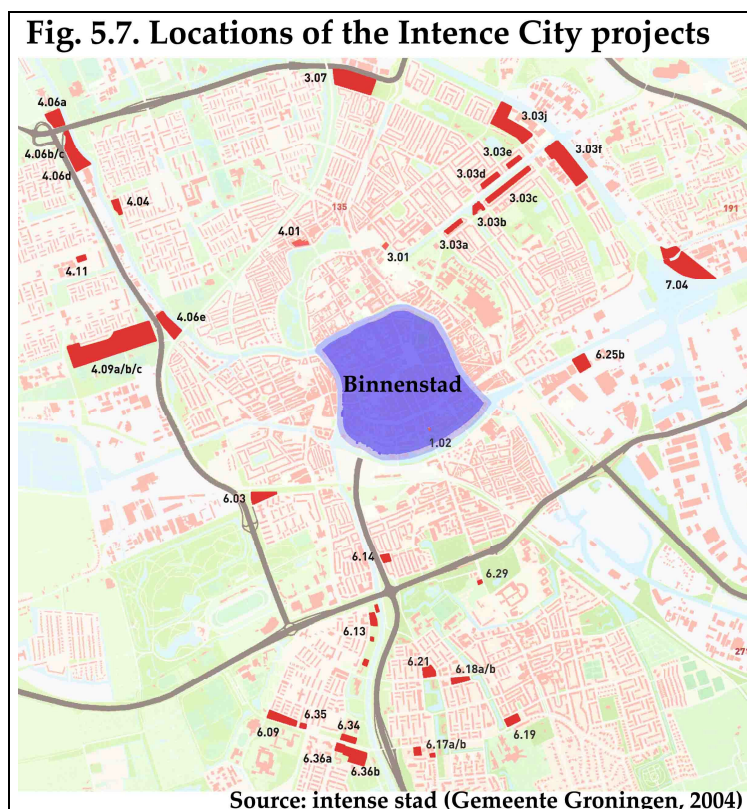 Fig. 5.7. Locations of the Intence City projects
3.07
4.06a
3.03j
4.06b/c
3.03e
3.03f
4.06d
3.03d
3.03c
4.04
135
191
3.03b
4.01
3.03a
3.01
4.11
7.04
4.06e
6.25b
4.09a/b/c
Binnenstad
1.02
6.03
6.14
6.29
6.13
6.21
6.18a/b
6.35
6.09
6.34
6.19
6.36a
6.17a/b
6.36b
Source: intense stad (Gemeente Groningen, 2004)